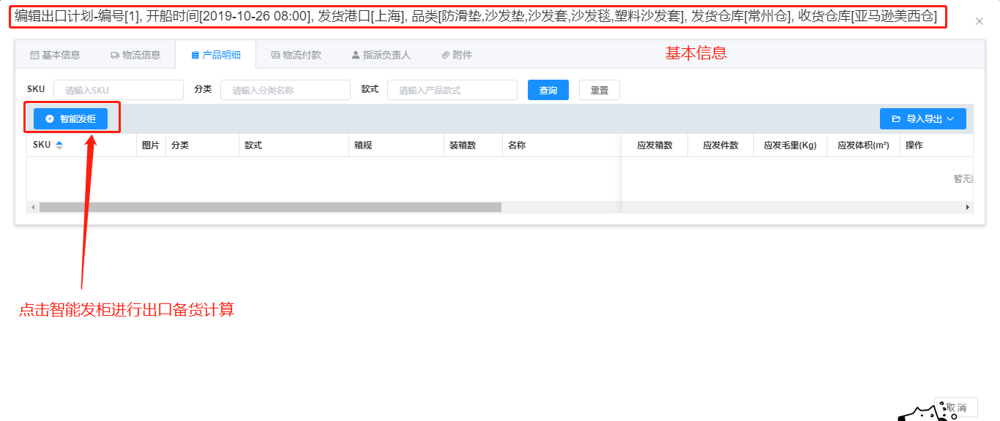 编辑出口计划-编号[1], 开船时间[2019-10-26 08:00], 发货港口[上海], 品类[防滑垫,沙发垫,沙发套,沙发毯,塑料沙发套], 发货仓库[常州仓], 收货仓库[亚马逊美西仓]
基本信息 物流信息 产品明细 物流付款 指派负责人 附件 基本信息
SKU 请输入SKU 分类 请输入分类名称 款式 请输入产品款式 查询 重置
智能发柜 导入导出
SKU 图片 分类 款式 箱规 装箱数 名称 应发箱数 应发件数 应发毛重(Kg) 应发体积(m³) 操作
暂无
点击智能发柜进行出口备货计算
取 消